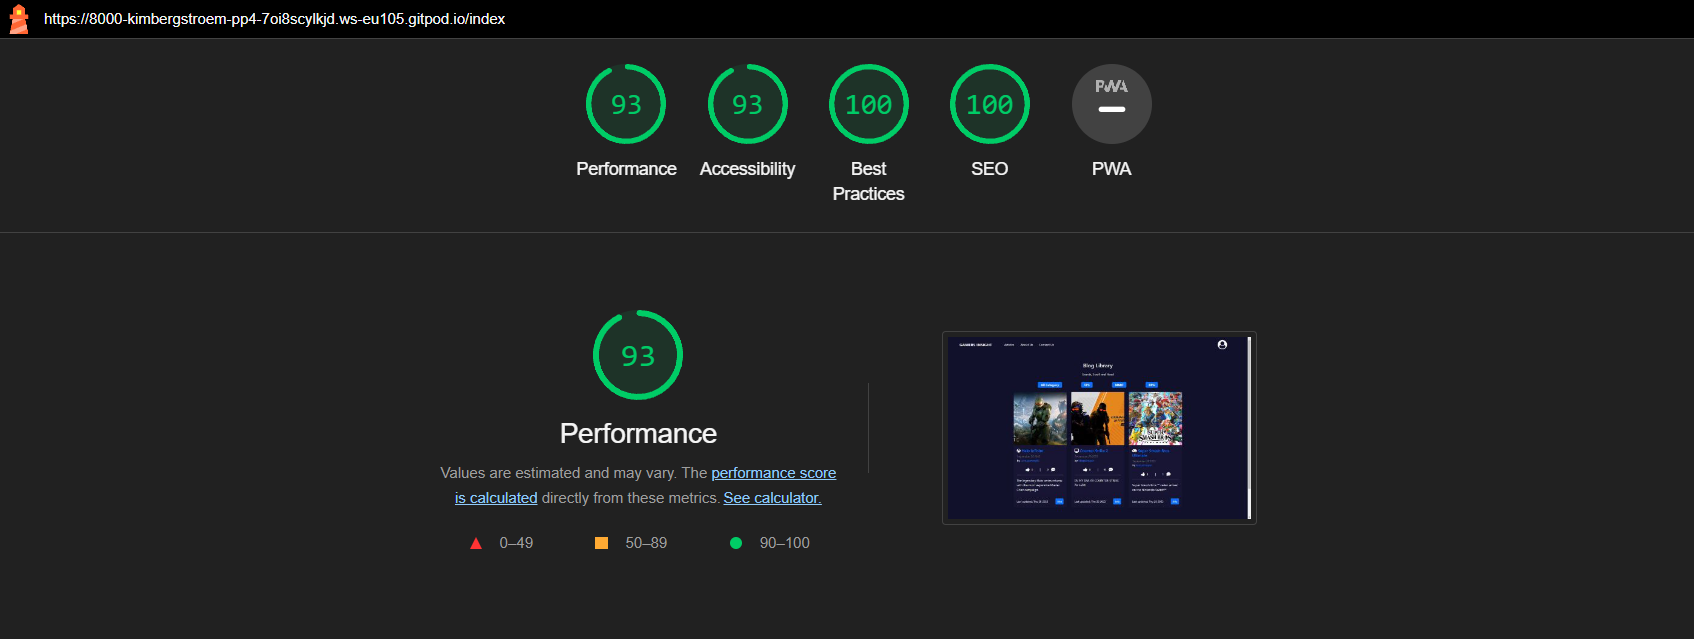 https://8000-kimbergstroem-pp4-7oi8scylkjd.ws-eu105.gitpod.io/index
93
93
100
100
PWA
Performance
Accessibility
Best
Practices
SEO
PWA
93
Performance
Values are estimated and may vary. The performance score
is calculated directly from these metrics. See calculator.
0–49
50–89
90–100
Blog Library